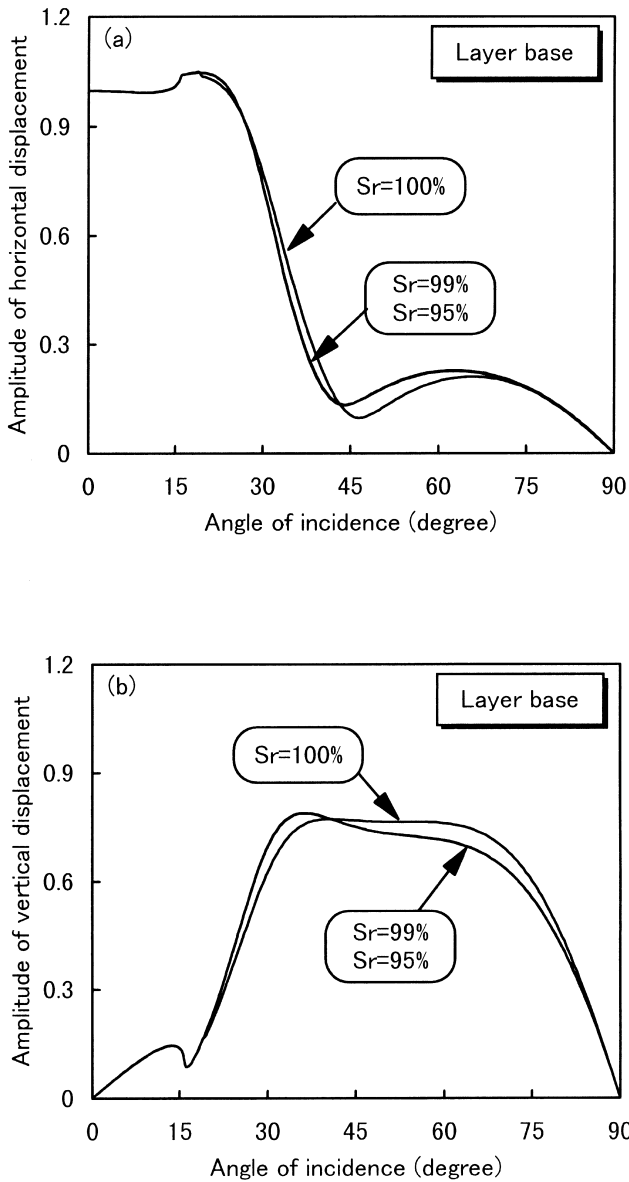 (a)
Layer base
1.2
0.9
0.6
0.3
0
Amplitude of horizontal displacement
Sr=100%
Sr=99%
Sr=95%
0 15 30 45 60 75 90
Angle of incidence (degree)
(b)
Layer base
1.2
0.9
0.6
0.3
0
Amplitude of vertical displacement
Sr=100%
Sr=99%
Sr=95%
0 15 30 45 60 75 90
Angle of incidence (degree)